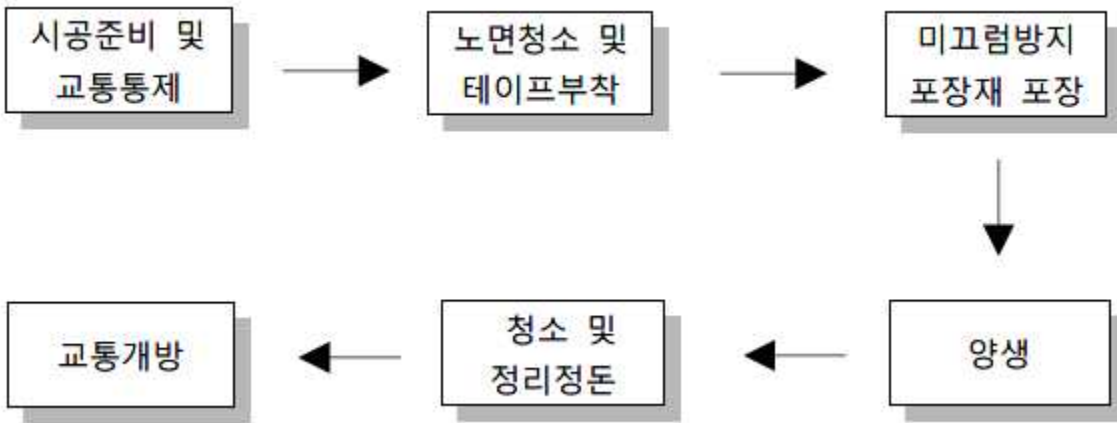 시공준비 및
교통통제
노면청소 및
테이프부착
미끄럼방지
포장재 포장
양생
청소 및
정리정돈
교통개방